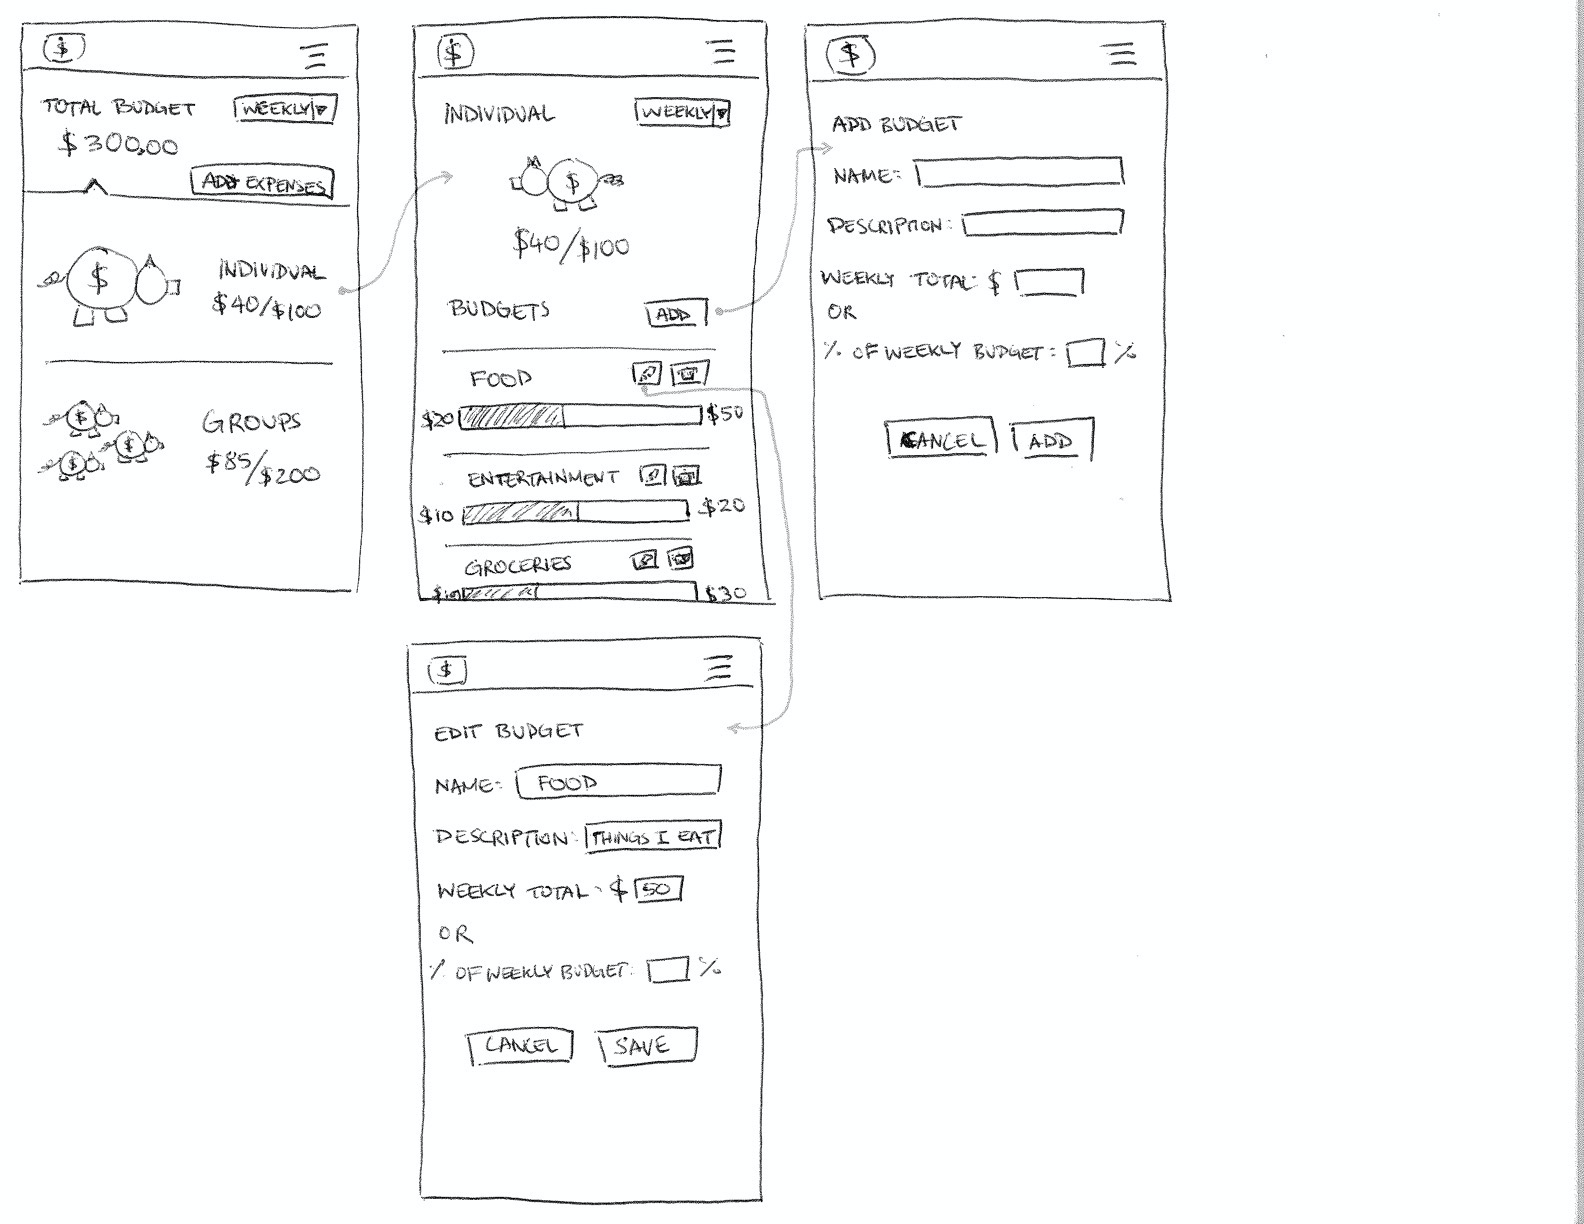 $
TOTAL BUDGET WEEKLY
$300.00
ADD EXPENSES
$
INDIVIDUAL
$40/$100
$
$
$
GROUPS
$85/$200
$
INDIVIDUAL WEEKLY
$
$40/$100
BUDGETS ADD
FOOD
$20 $50
ENTERTAINMENT
$10 $20
GROCERIES
$10 $30
$
ADD BUDGET
NAME:
DESCRIPTION:
WEEKLY TOTAL: $
OR
% OF WEEKLY BUDGET: %
CANCEL ADD
$
EDIT BUDGET
NAME: FOOD
DESCRIPTION: THINGS I EAT
WEEKLY TOTAL: $ 50
OR
% OF WEEKLY BUDGET: %
CANCEL SAVE